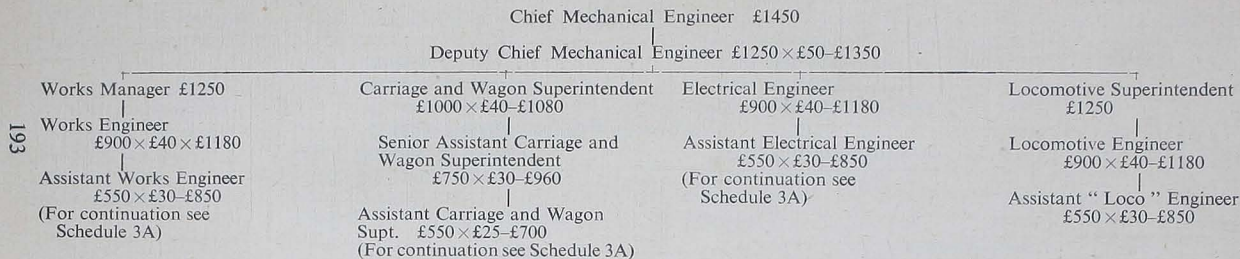 Chief Mechanical Engineer £1450
Deputy Chief Mechanical Engineer £1250 × £50–£1350
Works Manager £1250
Works Engineer
£900 × £40 × £1180
Assistant Works Engineer
£550 × £30–£850
(For continuation see
Schedule 3A)
Carriage and Wagon Superintendent
£1000 × £40–£1080
Senior Assistant Carriage and
Wagon Superintendent
£750 × £30–£960
Assistant Carriage and Wagon
Supt. £550 × £25–£700
(For continuation see Schedule 3A)
Electrical Engineer
£900 × £40–£1180
Assistant Electrical Engineer
£550 × £30–£850
(For continuation see
Schedule 3A)
Locomotive Superintendent
£1250
Locomotive Engineer
£900 × £40–£1180
Assistant “ Loco ” Engineer
£550 × £30–£850
193